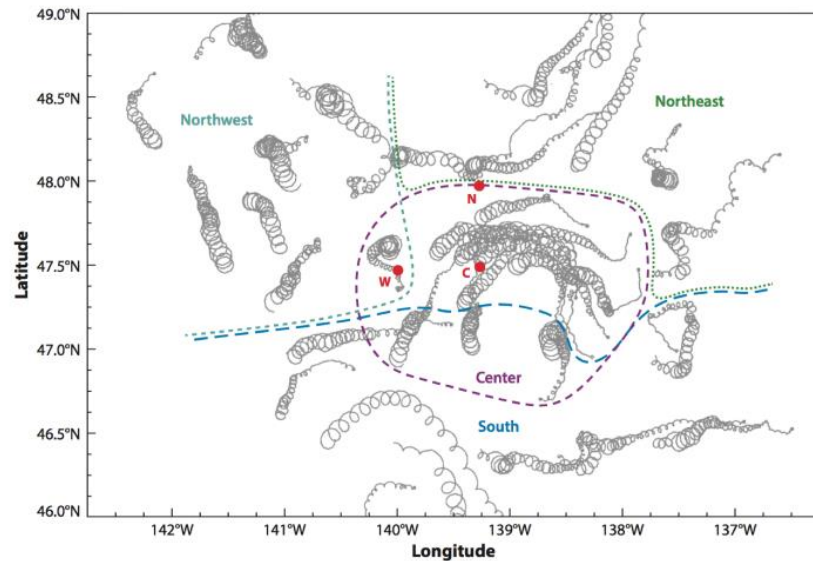 49.0°N
48.5°N
Northwest
Northeast
48.0°N
N
Latitude
47.5°N
W
C
47.0°N
Center
46.5°N
South
46.0°N
142°W
141°W
140°W
139°W
138°W
137°W
Longitude